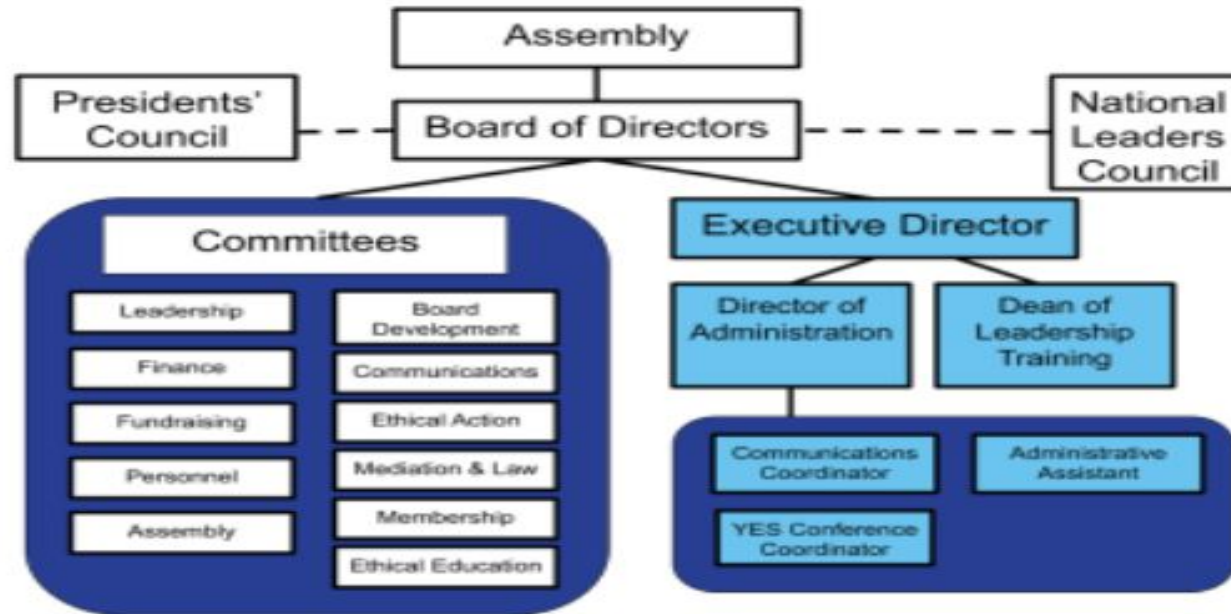 Assembly
Presidents'
Council
Board of Directors
National
Leaders
Council
Committees
Leadership
Finance
Fundraising
Personnel
Assembly
Board
Development
Communications
Ethical Action
Mediation & Law
Membership
Ethical Education
Executive Director
Director of
Administration
Dean of
Leadership
Training
Communications
Coordinator
Administrative
Assistant
YES Conference
Coordinator